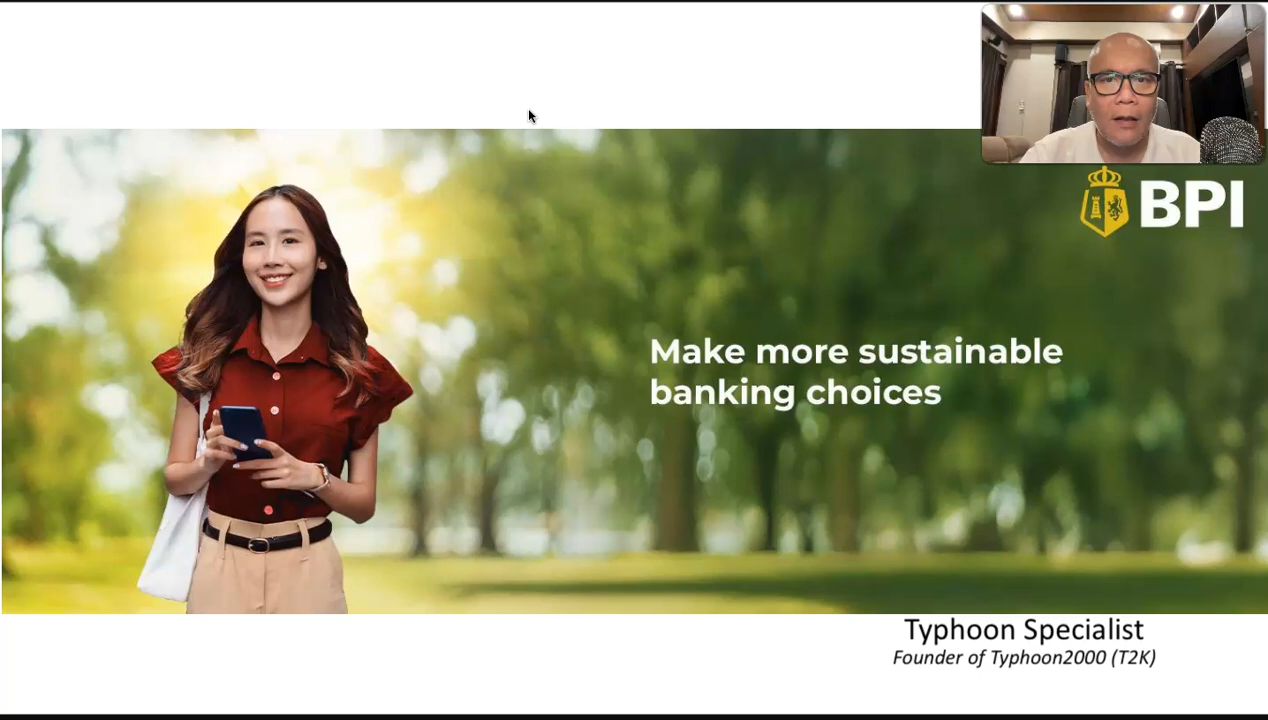 BPI
Make more sustainable
banking choices
Typhoon Specialist
Founder of Typhoon2000 (T2K)